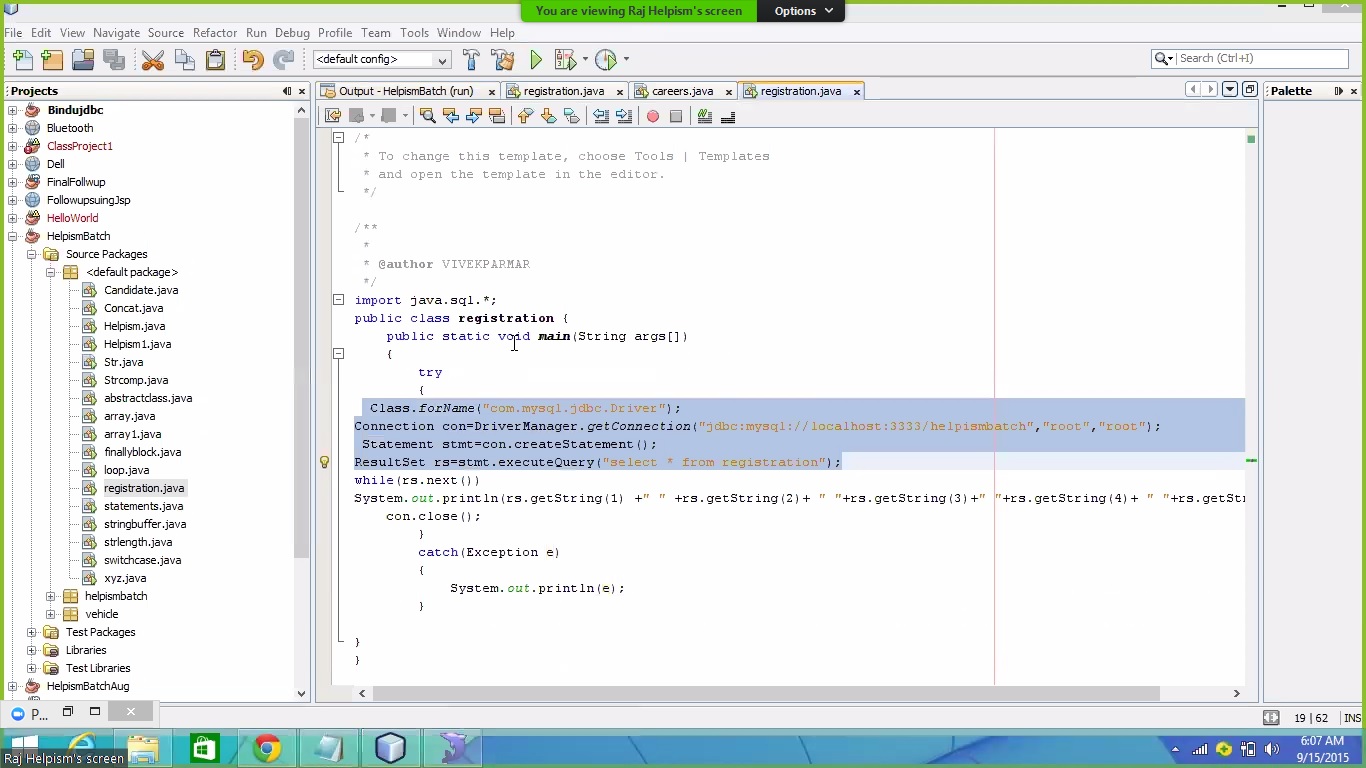 You are viewing Raj Helpism's screen
Options
File Edit View Navigate Source Refactor Run Debug Profile Team Tools Window Help
<default config>
Search (Ctrl+I)
Projects
Output - HelpismBatch (run)
registration.java
careers.java
registration.java
Palette
Bindujdbc
Bluetooth
ClassProject1
Dell
FinalFollwup
FollowupsuingJsp
HelloWorld
HelpismBatch
Source Packages
<default package>
Candidate.java
Concat.java
Helpism.java
Helpism1.java
Str.java
Strcomp.java
abstractclass.java
array.java
array1.java
finallyblock.java
loop.java
registration.java
statements.java
stringbuffer.java
strlength.java
switchcase.java
xyz.java
helpismbatch
vehicle
Test Packages
Libraries
Test Libraries
HelpismBatchAug
/*
* To change this template, choose Tools | Templates
* and open the template in the editor.
*/
/**
*
* @author VIVEKPARMAR
*/
import java.sql.*;
public class registration {
public static void main(String args[])
{
try
{
Class.forName("com.mysql.jdbc.Driver");
Connection con=DriverManager.getConnection("jdbc:mysql://localhost:3333/helpismbatch","root","root");
Statement stmt=con.createStatement();
ResultSet rs=stmt.executeQuery("select * from registration");
while(rs.next())
System.out.println(rs.getString(1) +" " +rs.getString(2)+ " "+rs.getString(3)+" "+rs.getString(4)+ " "+rs.getStr
con.close();
}
catch(Exception e)
{
System.out.println(e);
}
}
}
P...
19 | 62 INS
Raj Helpism's screen
6:07 AM
9/15/2015